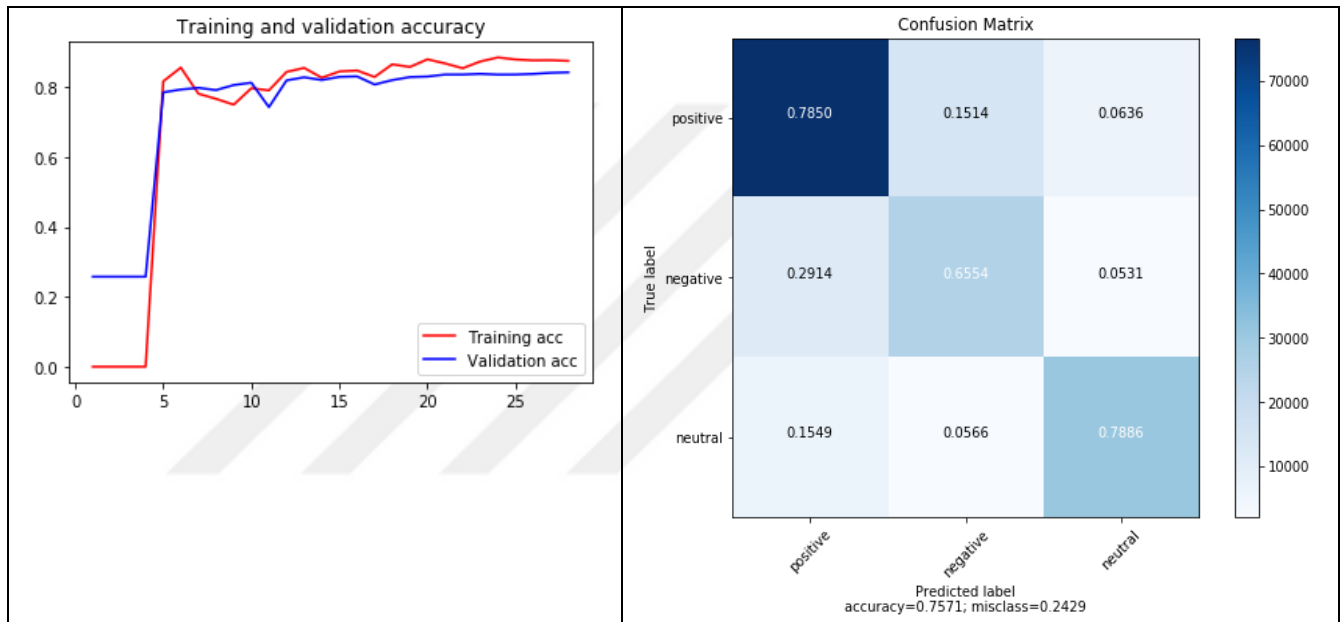 Training and validation accuracy
0.8
0.6
0.4
0.2
0.0
0 5 10 15 20 25
Training acc
Validation acc
Confusion Matrix
True label
positive 0.7850 0.1514 0.0636
negative 0.2914 0.6554 0.0531
neutral 0.1549 0.0566 0.7886
positive negative neutral
Predicted label
accuracy=0.7571; misclass=0.2429
70000
60000
50000
40000
30000
20000
10000